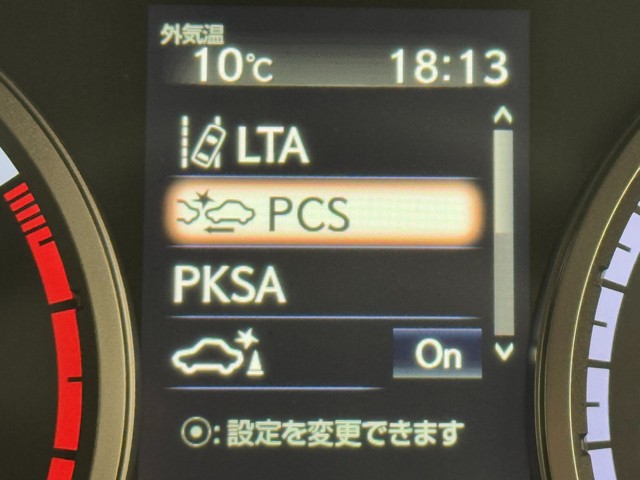 外気温
10℃ 18:13
LTA
PCS
PKSA
On
⦿:設定を変更できます